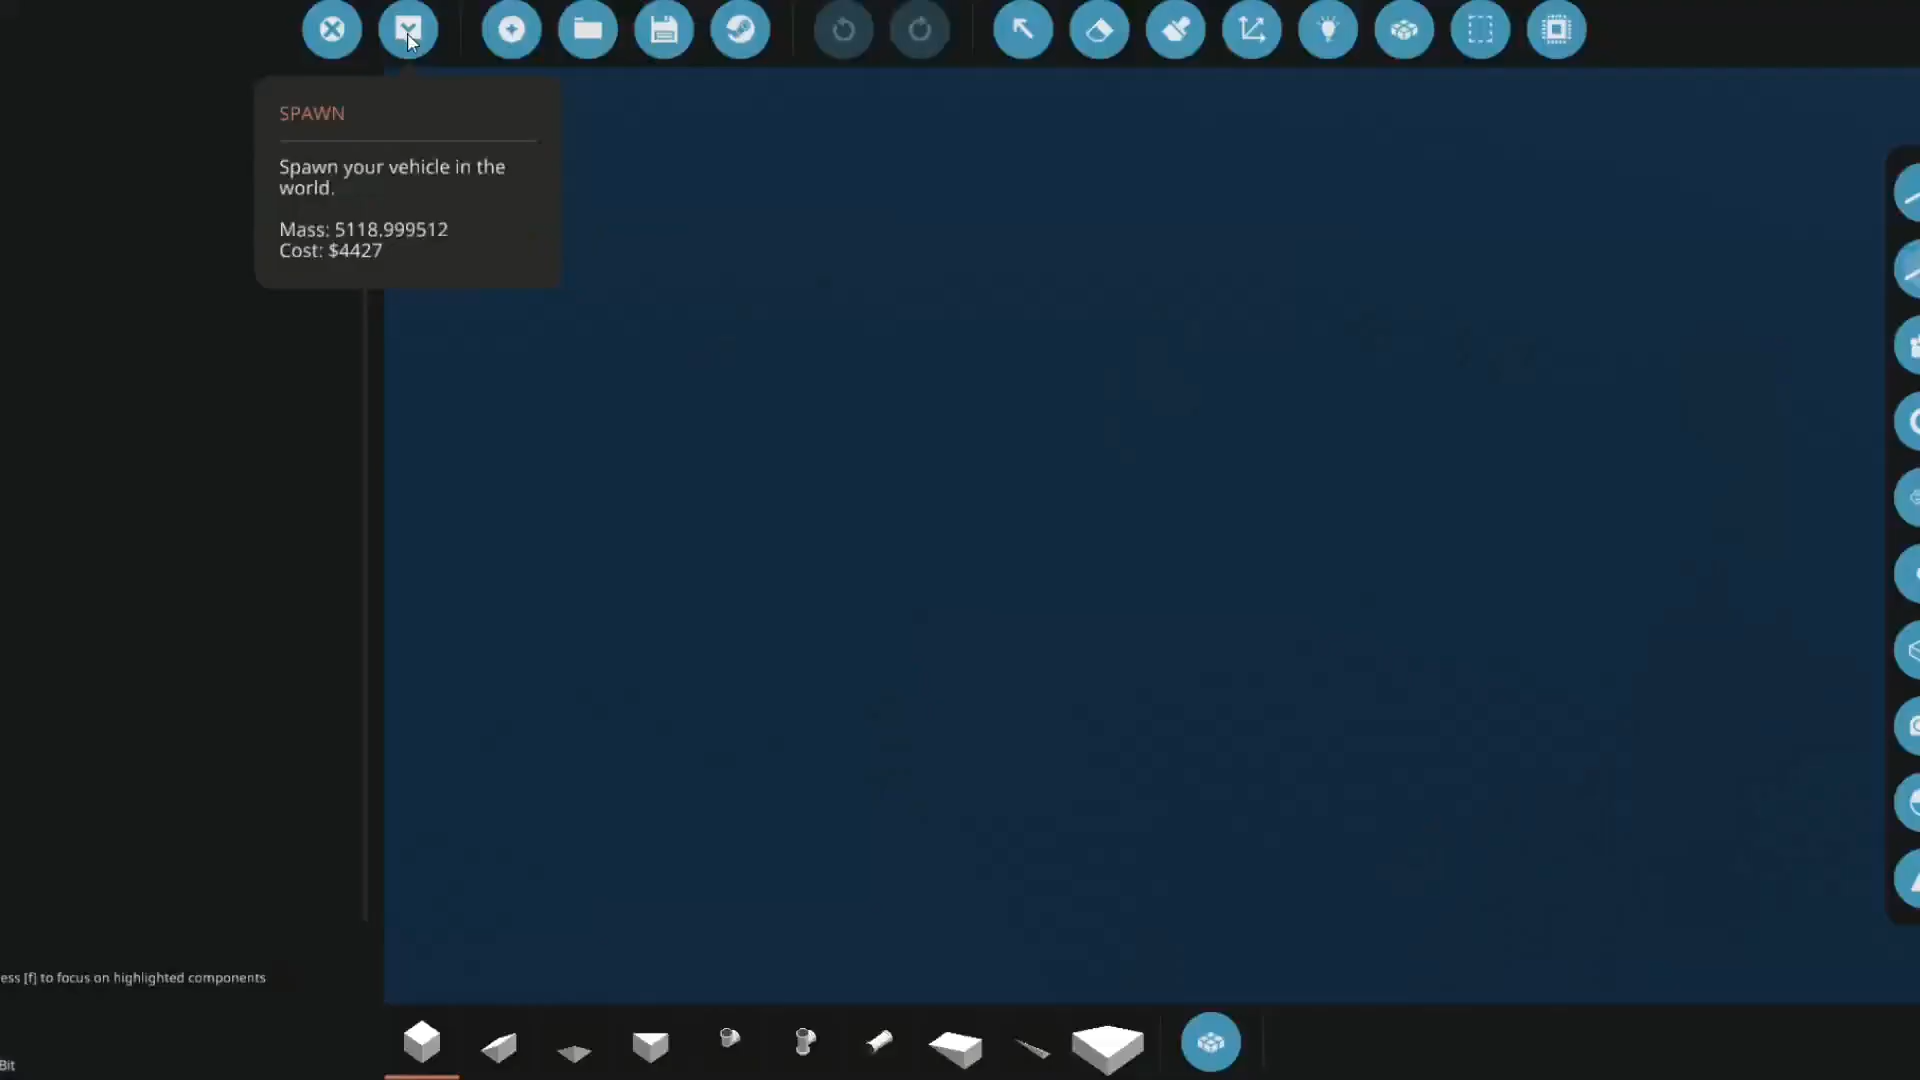 SPAWN
Spawn your vehicle in the
world.
Mass: 5118.999512
Cost: $4427
ess [f] to focus on highlighted components
Bit